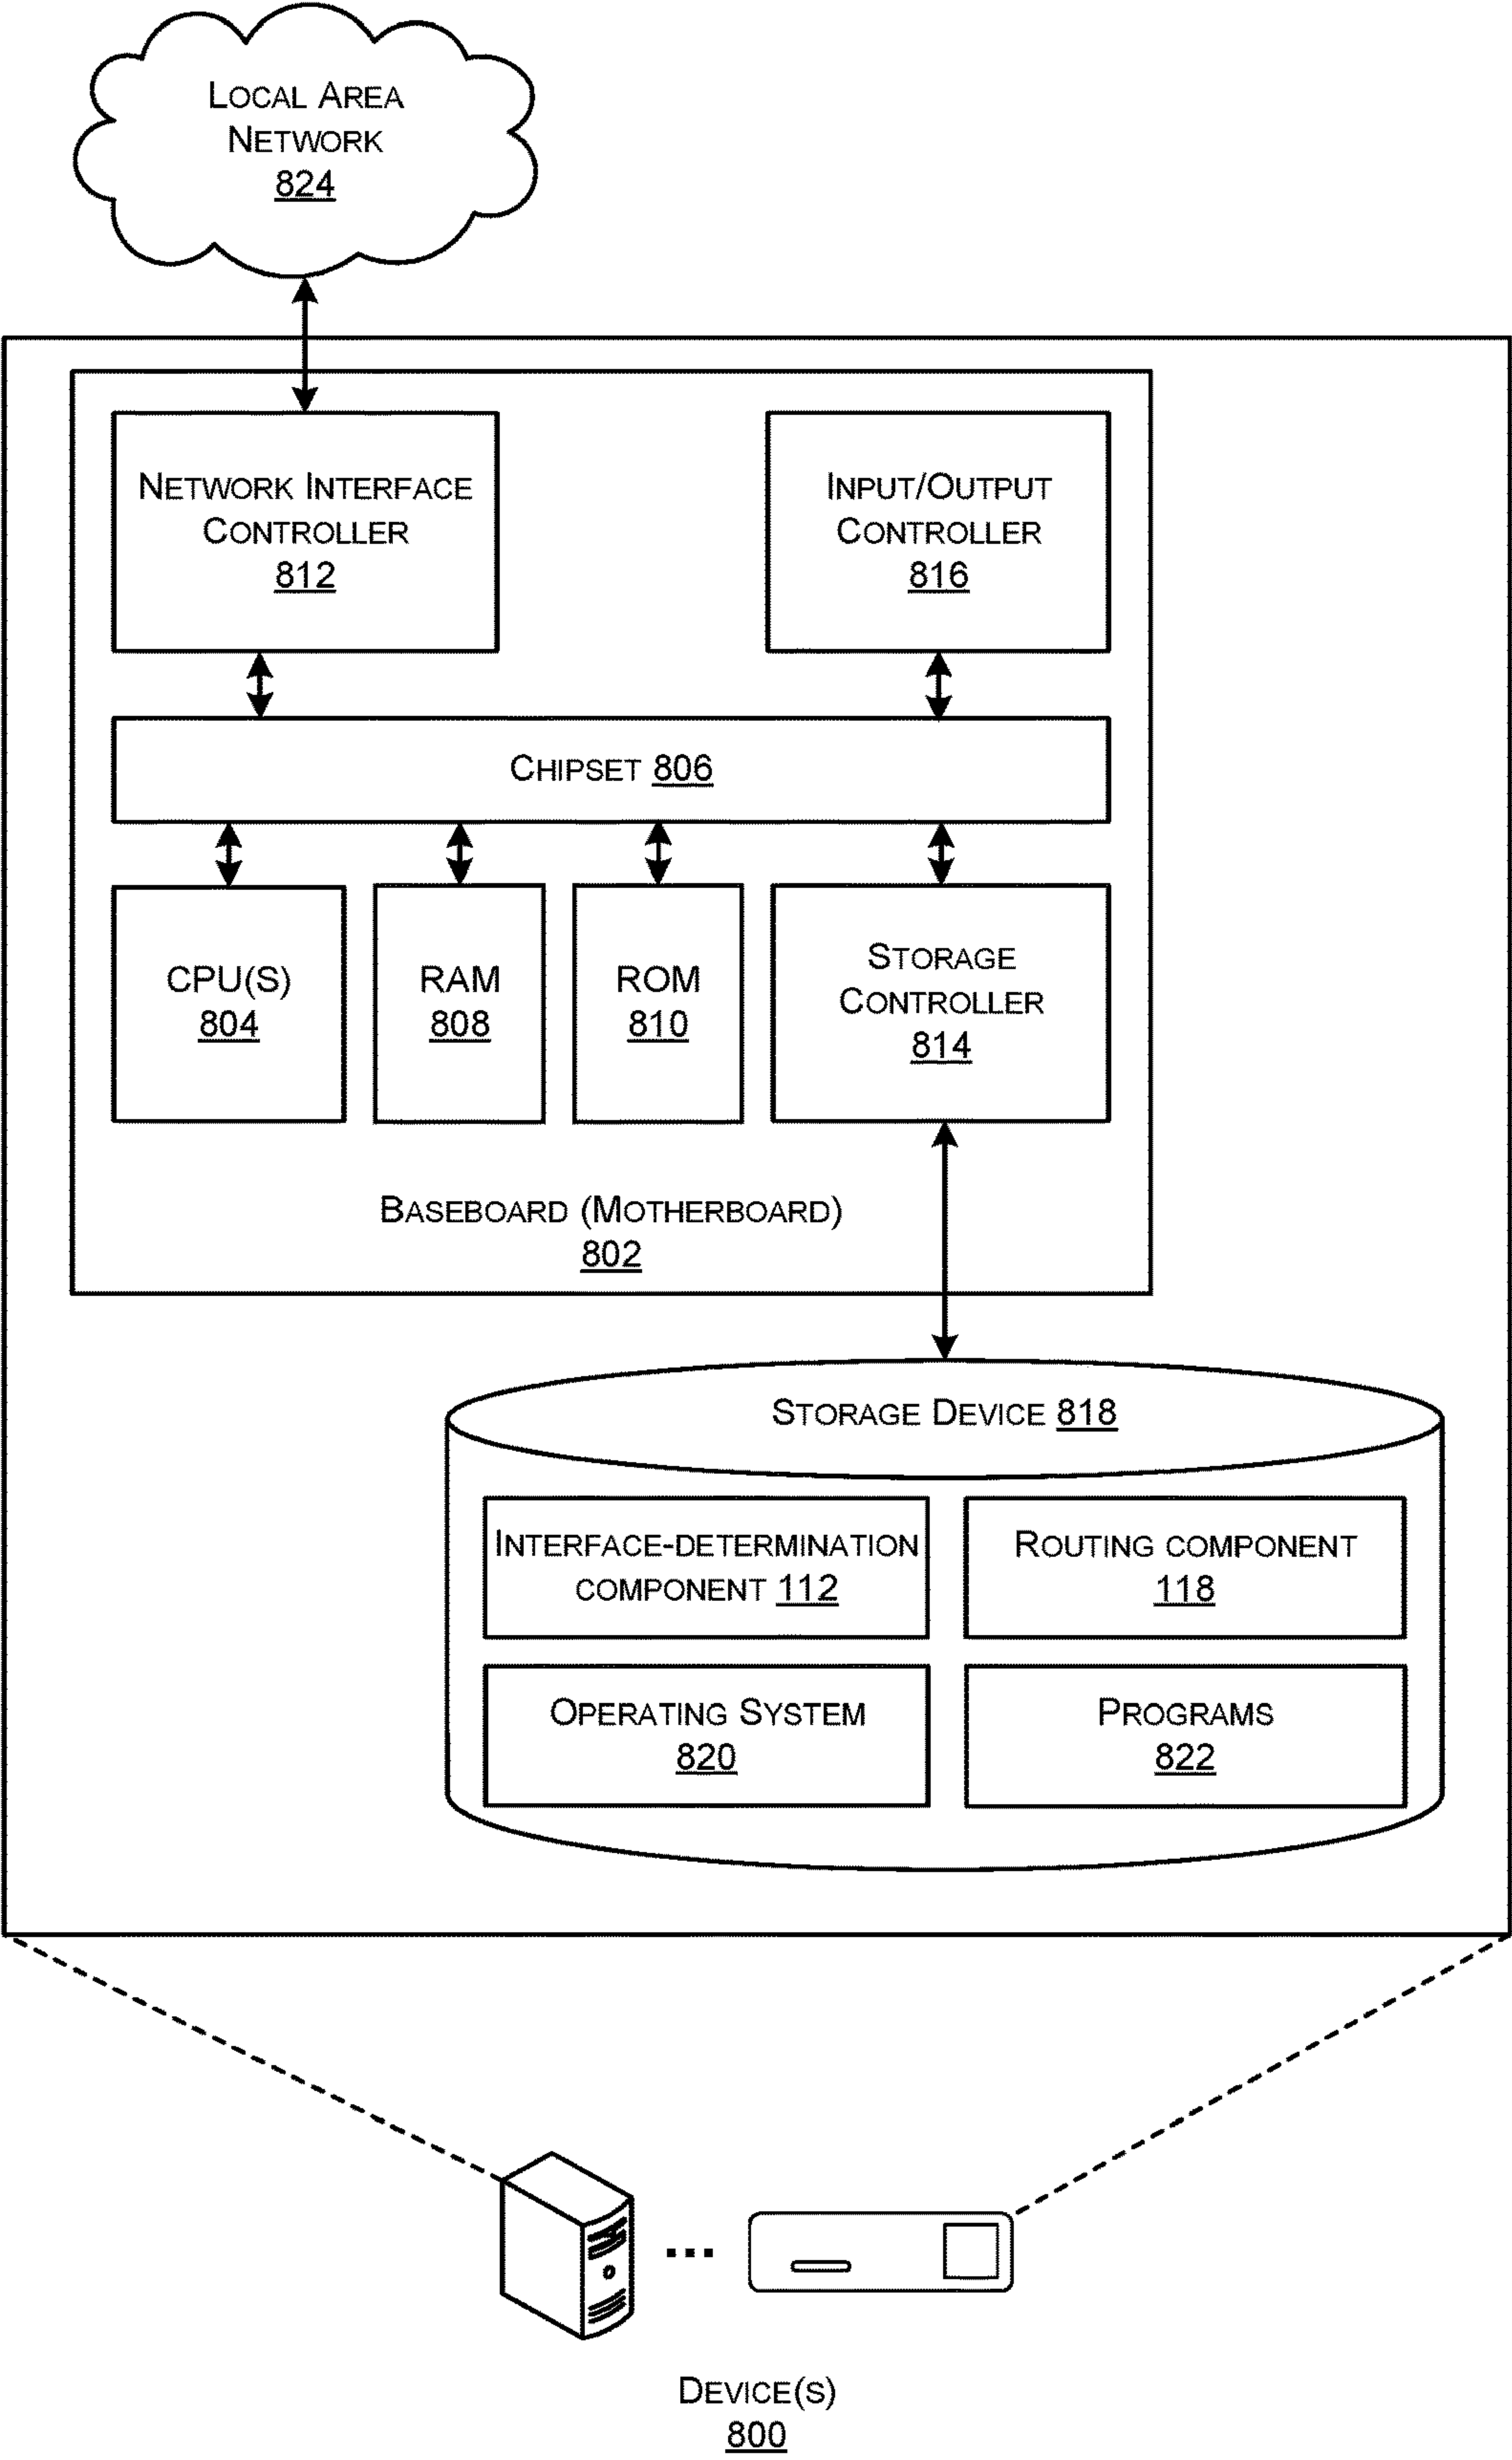 LOCAL AREA
NETWORK
824
NETWORK INTERFACE
CONTROLLER
812
INPUT/OUTPUT
CONTROLLER
816
CHIPSET 806
CPU(S)
804
RAM
808
ROM
810
STORAGE
CONTROLLER
814
BASEBOARD (MOTHERBOARD)
802
STORAGE DEVICE 818
INTERFACE-DETERMINATION
COMPONENT 112
ROUTING COMPONENT
118
OPERATING SYSTEM
820
PROGRAMS
822
DEVICE(S)
800